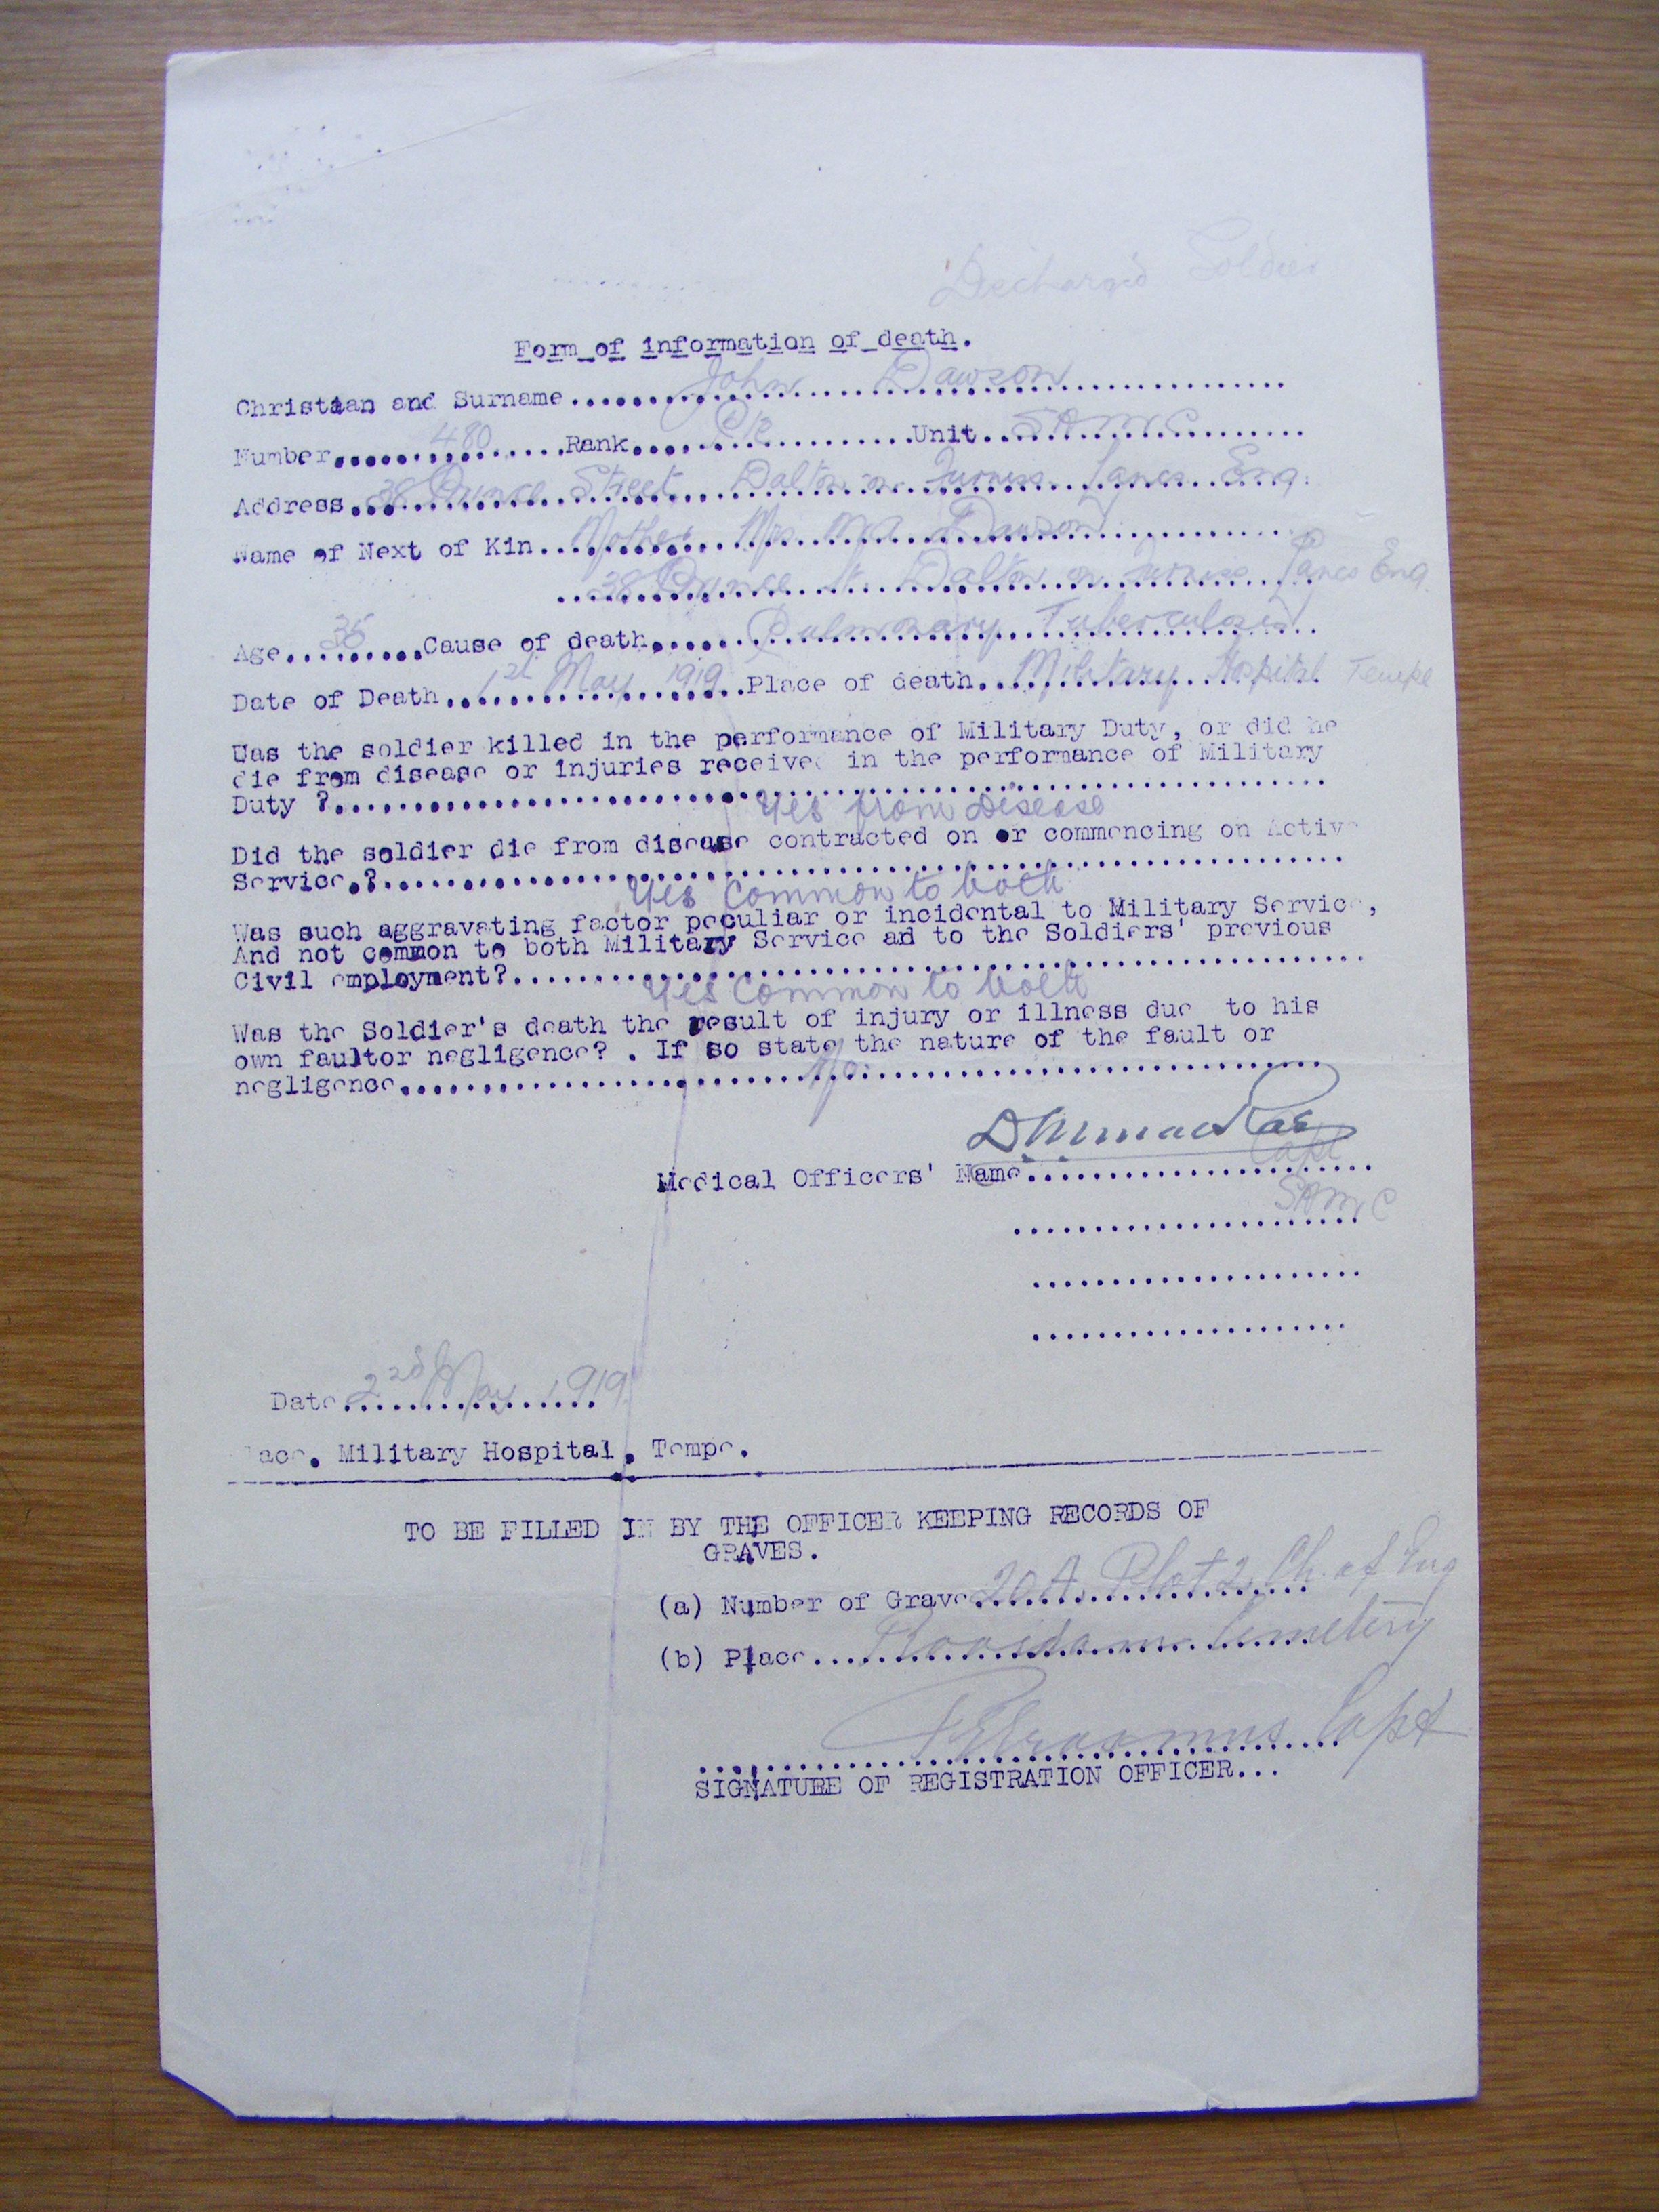 Discharged Soldier
Form of information of death.
Christian and Surname....John Dawson....
Number....480....Rank....Pte....Unit....SAMC....
Address....38 Prince Street Dalton in Furness Lancs Eng.
Name of Next of Kin....Mother Mrs M A Dawson....
....38 Prince St. Dalton in Furness Lancs Eng
Age....35....Cause of death....Pulmonary Tuberculosis....
Date of Death....1st May 1919....Place of death....Military Hospital Tempe
Was the soldier killed in the performance of Military Duty, or did he
die from disease or injuries received in the performance of Military
Duty ?....
Yes from Disease
Did the soldier die from disease contracted on or commencing on Active
Service.?....
Yes Common to both
Was such aggravating factor peculiar or incidental to Military Service,
And not common to both Military Service ad to the Soldiers' previous
Civil employment?....
Yes Common to both
Was the Soldier's death the result of injury or illness due to his
own faultor negligence? . If so state the nature of the fault or
negligence....No....
Medical Officers' Name....Capt
SAMC
Date....2nd May 1919
lace. Military Hospital, Tempe.
TO BE FILLED IN BY THE OFFICER KEEPING RECORDS OF
GRAVES.
(a) Number of Grave....20A Plot 2 Ch. of Eng
(b) Place....Cemetery
Erasmus Capt
SIGNATURE OF REGISTRATION OFFICER...